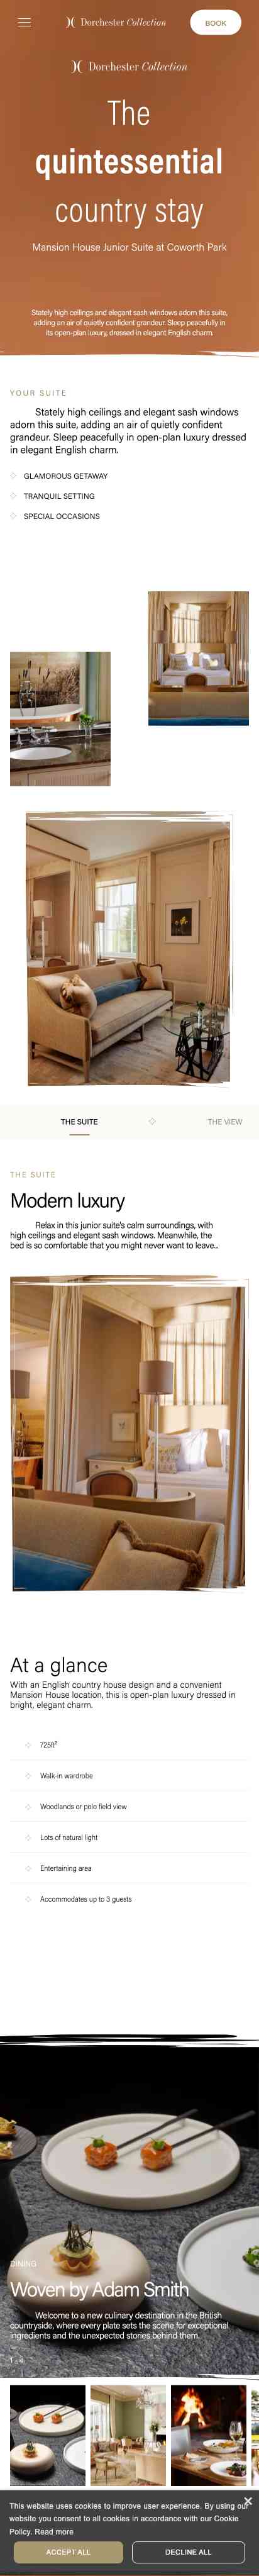 Dorchester Collection
BOOK
Dorchester Collection
The
quintessential
country stay
Mansion House Junior Suite at Coworth Park
Stately high ceilings and elegant sash windows adorn this suite,
adding an air of quietly confident grandeur. Sleep peacefully in
its open-plan luxury, dressed in elegant English charm.
YOUR SUITE
Stately high ceilings and elegant sash windows
adorn this suite, adding an air of quietly confident
grandeur. Sleep peacefully in open-plan luxury dressed
in elegant English charm.
GLAMOROUS GETAWAY
TRANQUIL SETTING
SPECIAL OCCASIONS
THE SUITE
THE VIEW
THE SUITE
Modern luxury
Relax in this junior suite's calm surroundings, with
high ceilings and elegant sash windows. Meanwhile, the
bed is so comfortable that you might never want to leave...
At a glance
With an English country house design and a convenient
Mansion House location, this is open-plan luxury dressed in
bright, elegant charm.
725ft²
Walk-in wardrobe
Woodlands or polo field view
Lots of natural light
Entertaining area
Accommodates up to 3 guests
DINING
Woven by Adam Smith
Welcome to a new culinary destination in the British
countryside, where every plate sets the scene for exceptional
ingredients and the unexpected stories behind them.
This website uses cookies to improve user experience. By using our
website you consent to all cookies in accordance with our Cookie
Policy. Read more
ACCEPT ALL
DECLINE ALL